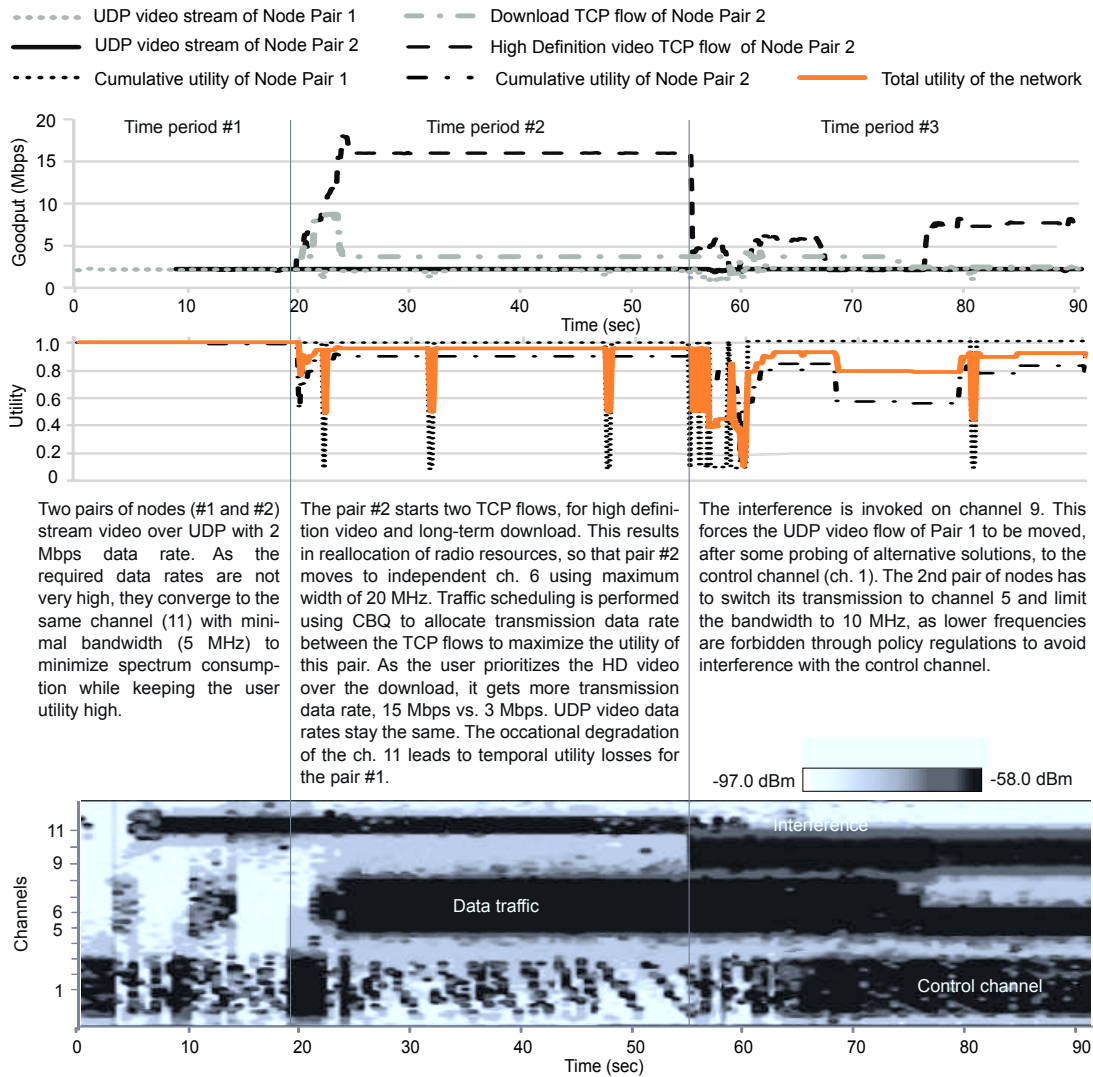 UDP video stream of Node Pair 1
Download TCP flow of Node Pair 2
UDP video stream of Node Pair 2
High Definition video TCP flow of Node Pair 2
Cumulative utility of Node Pair 1
Cumulative utility of Node Pair 2
Total utility of the network
Time period #1
Time period #2
Time period #3
Goodput (Mbps)
20
15
10
5
0
0
10
20
30
40
50
60
70
80
90
Time (sec)
Utility
1.0
0.8
0.6
0.4
0.2
0
Two pairs of nodes (#1 and #2)
stream video over UDP with 2
Mbps data rate. As the
required data rates are not
very high, they converge to the
same channel (11) with mini-
mal bandwidth (5 MHz) to
minimize spectrum consump-
tion while keeping the user
utility high.
The pair #2 starts two TCP flows, for high defini-
tion video and long-term download. This results
in reallocation of radio resources, so that pair #2
moves to independent ch. 6 using maximum
width of 20 MHz. Traffic scheduling is performed
using CBQ to allocate transmission data rate
between the TCP flows to maximize the utility of
this pair. As the user prioritizes the HD video
over the download, it gets more transmission
data rate, 15 Mbps vs. 3 Mbps. UDP video data
rates stay the same. The occational degradation
of the ch. 11 leads to temporal utility losses for
the pair #1.
The interference is invoked on channel 9. This
forces the UDP video flow of Pair 1 to be moved,
after some probing of alternative solutions, to the
control channel (ch. 1). The 2nd pair of nodes has
to switch its transmission to channel 5 and limit
the bandwidth to 10 MHz, as lower frequencies
are forbidden through policy regulations to avoid
interference with the control channel.
-97.0 dBm
-58.0 dBm
Channels
11
9
6
5
1
Interference
Data traffic
Control channel
0
10
20
30
40
50
60
70
80
90
Time (sec)